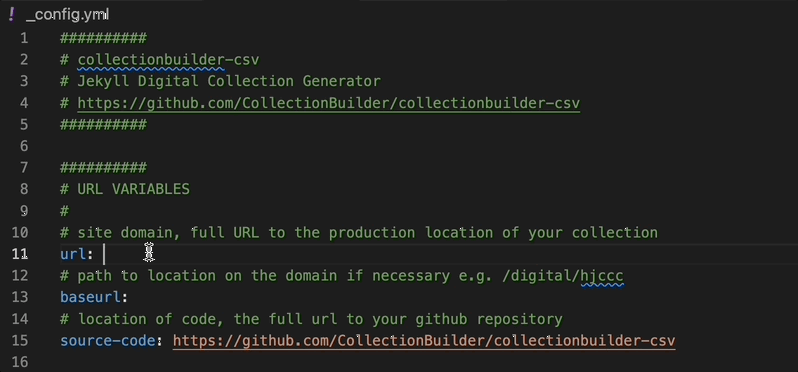 ! _config.yml
1 ##########
2 # collectionbuilder-csv
3 # Jekyll Digital Collection Generator
4 # https://github.com/CollectionBuilder/collectionbuilder-csv
5 ##########
6
7 ##########
8 # URL VARIABLES
9 #
10 # site domain, full URL to the production location of your collection
11 url:
12 # path to location on the domain if necessary e.g. /digital/hjccc
13 baseurl:
14 # location of code, the full url to your github repository
15 source-code: https://github.com/CollectionBuilder/collectionbuilder-csv
16